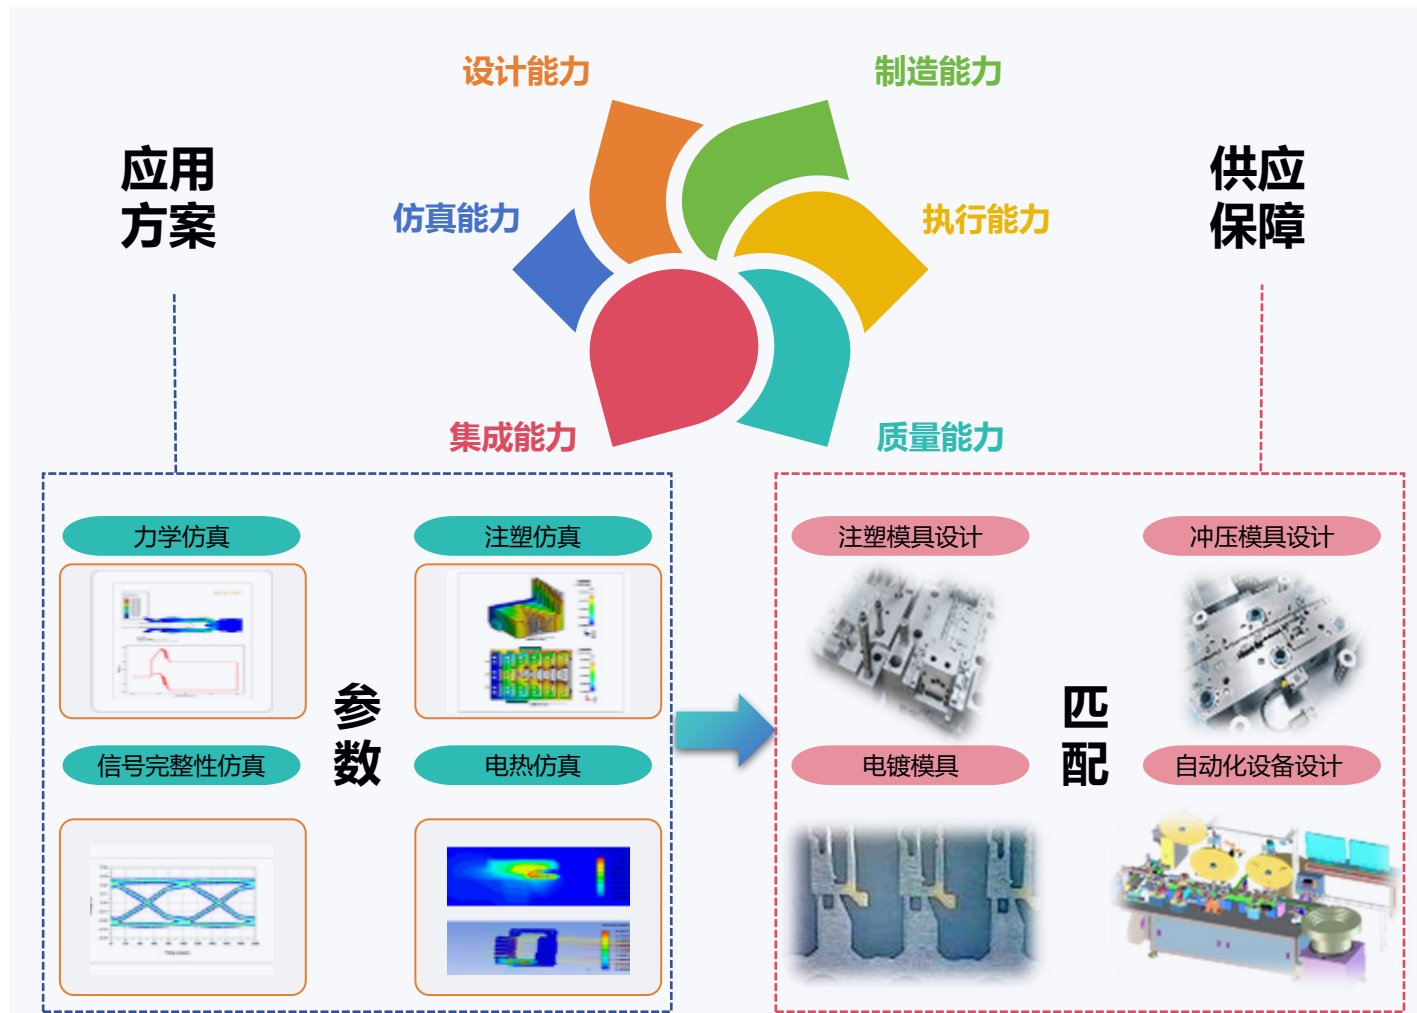 设计能力
制造能力
应用
方案
供应
保障
仿真能力
执行能力
集成能力
质量能力
力学仿真
注塑仿真
注塑模具设计
冲压模具设计
参
数
匹
配
信号完整性仿真
电热仿真
电镀模具
自动化设备设计